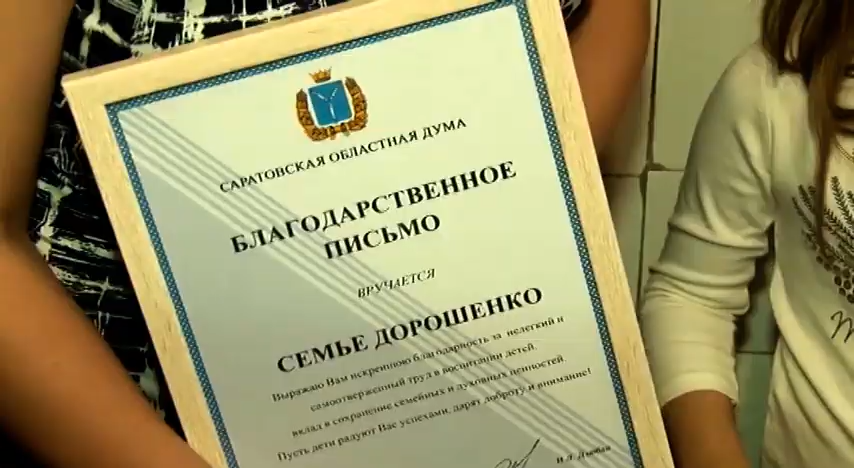 САРАТОВСКАЯ ОБЛАСТНАЯ ДУМА
БЛАГОДАРСТВЕННОЕ
ПИСЬМО
ВРУЧАЕТСЯ
СЕМЬЕ ДОРОШЕНКО
Выражаю Вам искреннюю благодарность за нелегкий и
самоотверженный труд в воспитании детей,
вклад в сохранение семейных и духовных ценностей.
Пусть дети радуют Вас успехами, дарят доброту и внимание!